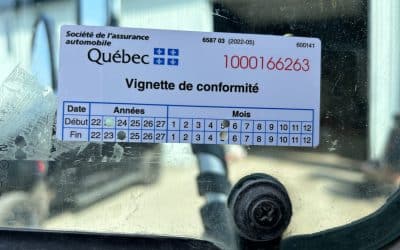 Société de l'assurance 6587 03 (2022-05) 600141
automobile
Québec 1000166263
Vignette de conformité
Date Années Mois
Début 22 24 25 26 27 1 2 3 4 6 7 8 9 10 11 12
Fin 22 23 25 26 27 1 2 3 4 6 7 8 9 10 11 12